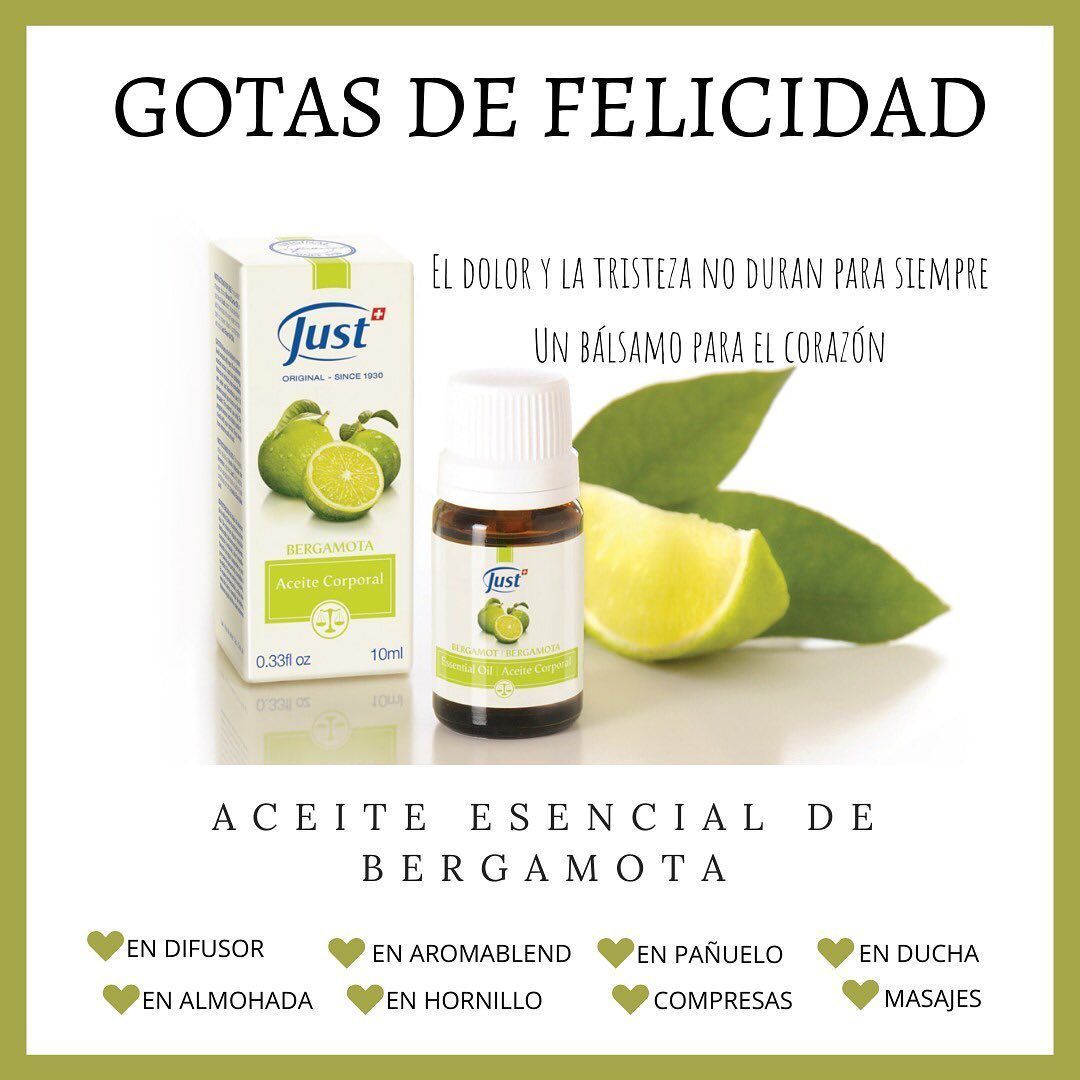 GOTAS DE FELICIDAD
EL DOLOR Y LA TRISTEZA NO DURAN PARA SIEMPRE
UN BÁLSAMO PARA EL CORAZÓN
Just
ORIGINAL - SINCE 1930
BERGAMOTA
Aceite Corporal
0.33fl oz 10ml
Just
BERGAMOT | BERGAMOTA
Essential Oil | Aceite Corporal
ACEITE ESENCIAL DE
BERGAMOTA
EN DIFUSOR EN AROMABLEND EN PAÑUELO EN DUCHA
EN ALMOHADA EN HORNILLO COMPRESAS MASAJES